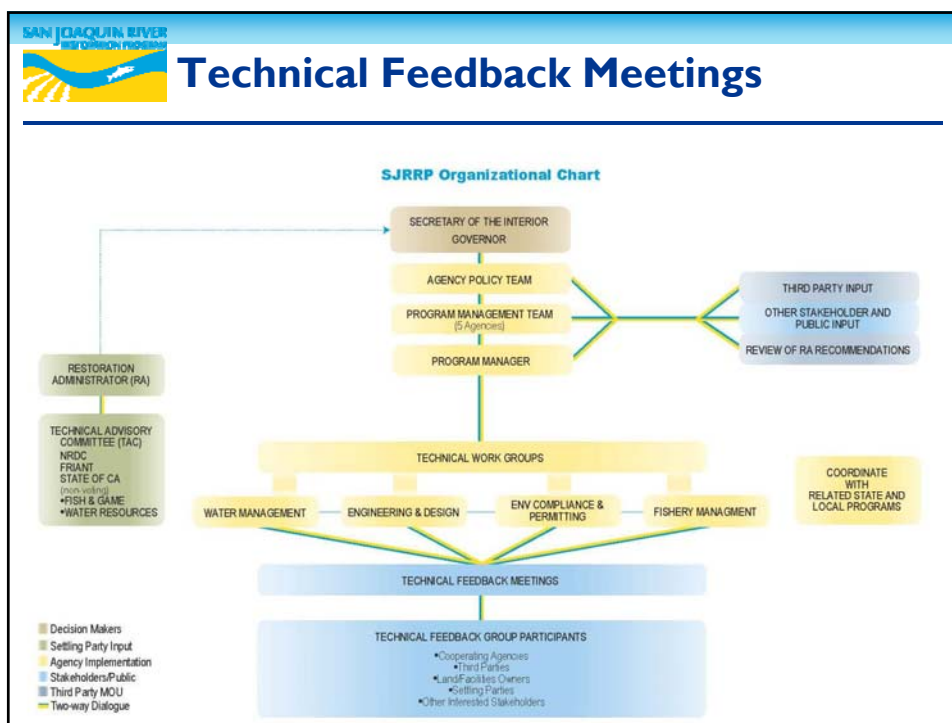 SAN JOAQUIN RIVER
RESTORATION PROGRAM
Technical Feedback Meetings
SJRRP Organizational Chart
SECRETARY OF THE INTERIOR
GOVERNOR
AGENCY POLICY TEAM
PROGRAM MANAGEMENT TEAM
(5 Agencies)
PROGRAM MANAGER
THIRD PARTY INPUT
OTHER STAKEHOLDER AND
PUBLIC INPUT
REVIEW OF RA RECOMMENDATIONS
RESTORATION
ADMINISTRATOR (RA)
TECHNICAL ADVISORY
COMMITTEE (TAC)
NRDC
FRIANT
STATE OF CA
(non-voting)
•FISH & GAME
•WATER RESOURCES
TECHNICAL WORK GROUPS
WATER MANAGEMENT
ENGINEERING & DESIGN
ENV COMPLIANCE &
PERMITTING
FISHERY MANAGMENT
COORDINATE
WITH
RELATED STATE AND
LOCAL PROGRAMS
TECHNICAL FEEDBACK MEETINGS
TECHNICAL FEEDBACK GROUP PARTICIPANTS
•Cooperating Agencies
•Third Parties
•Land/Facilities Owners
•Settling Parties
•Other Interested Stakeholders
Decision Makers
Settling Party Input
Agency Implementation
Stakeholders/Public
Third Party MOU
Two-way Dialogue